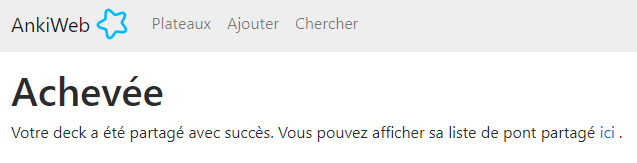 AnkiWeb Plateaux Ajouter Chercher
Achevée
Votre deck a été partagé avec succès. Vous pouvez afficher sa liste de pont partagé ici .